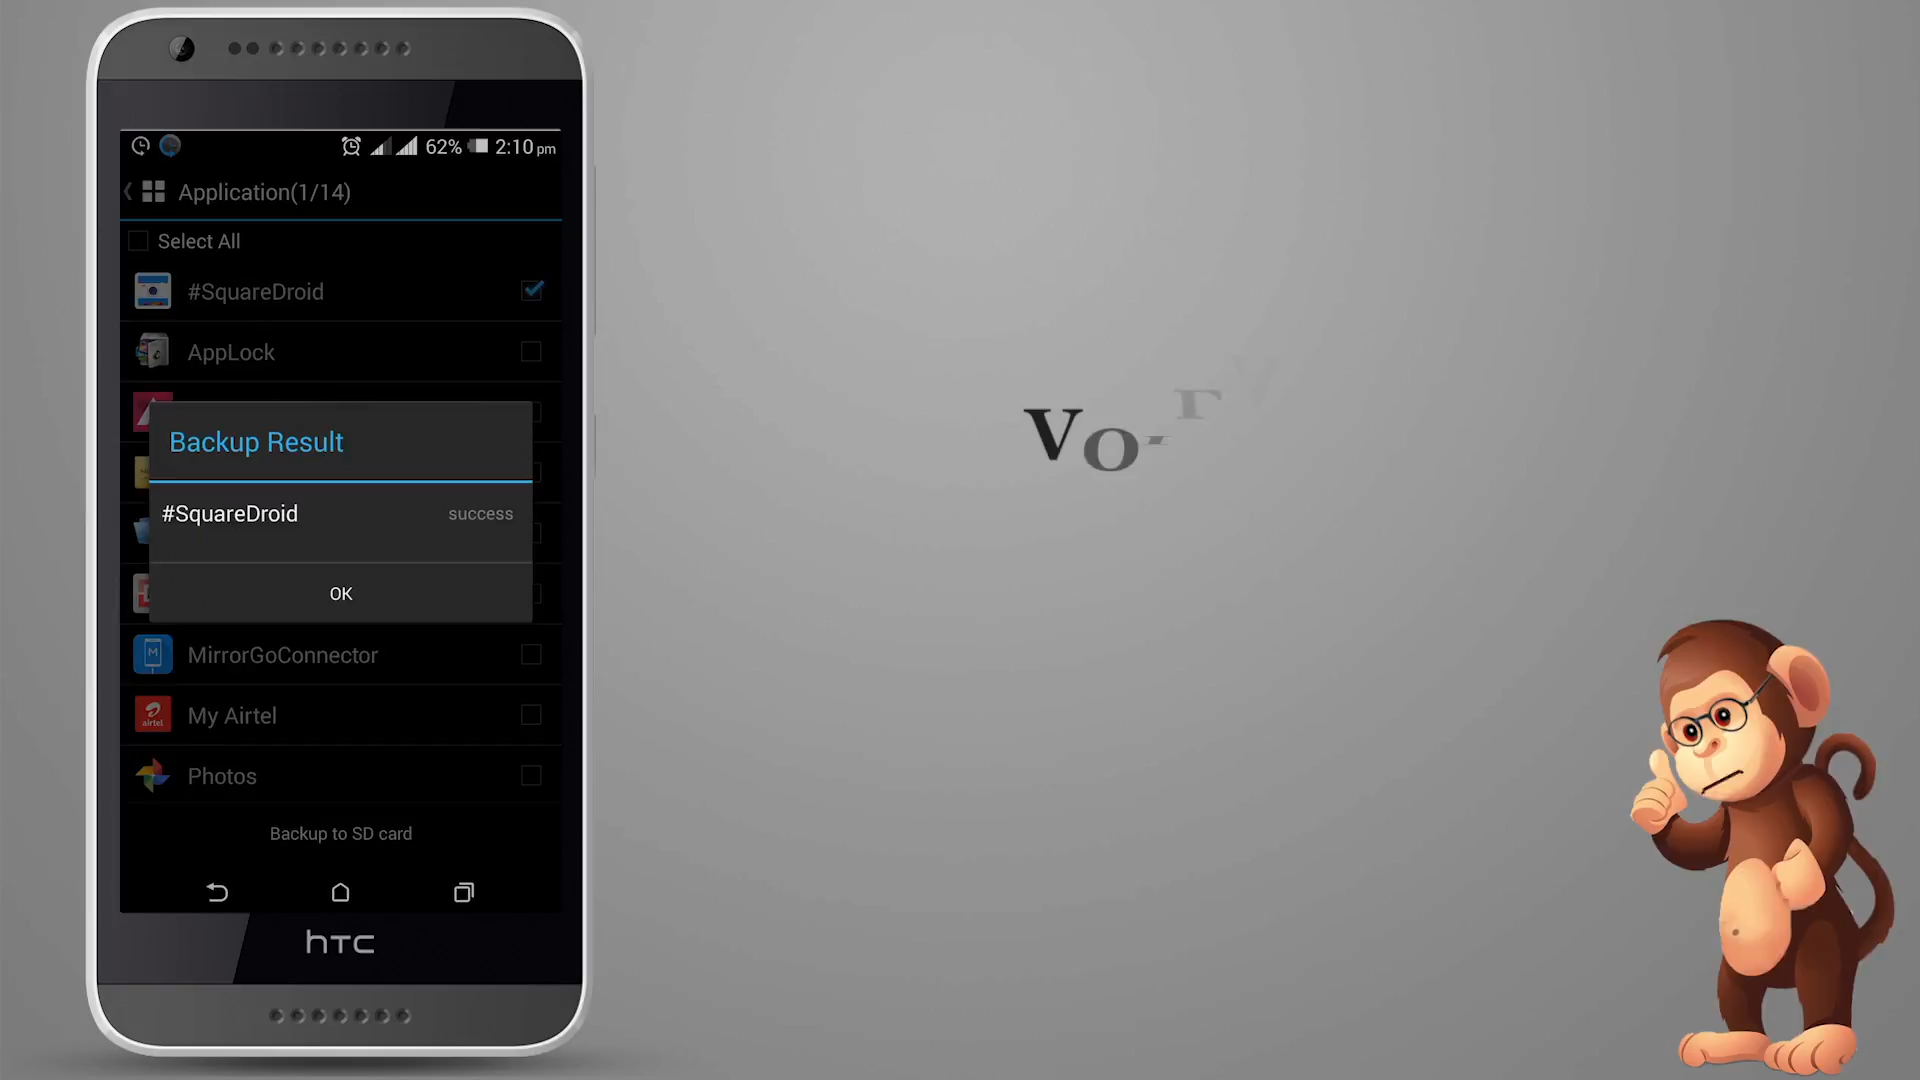 62% 2:10 pm
Application(1/14)
Select All
#SquareDroid
AppLock
Backup Result
#SquareDroid success
OK
MirrorGoConnector
My Airtel
airtel
Photos
Backup to SD card
hTC